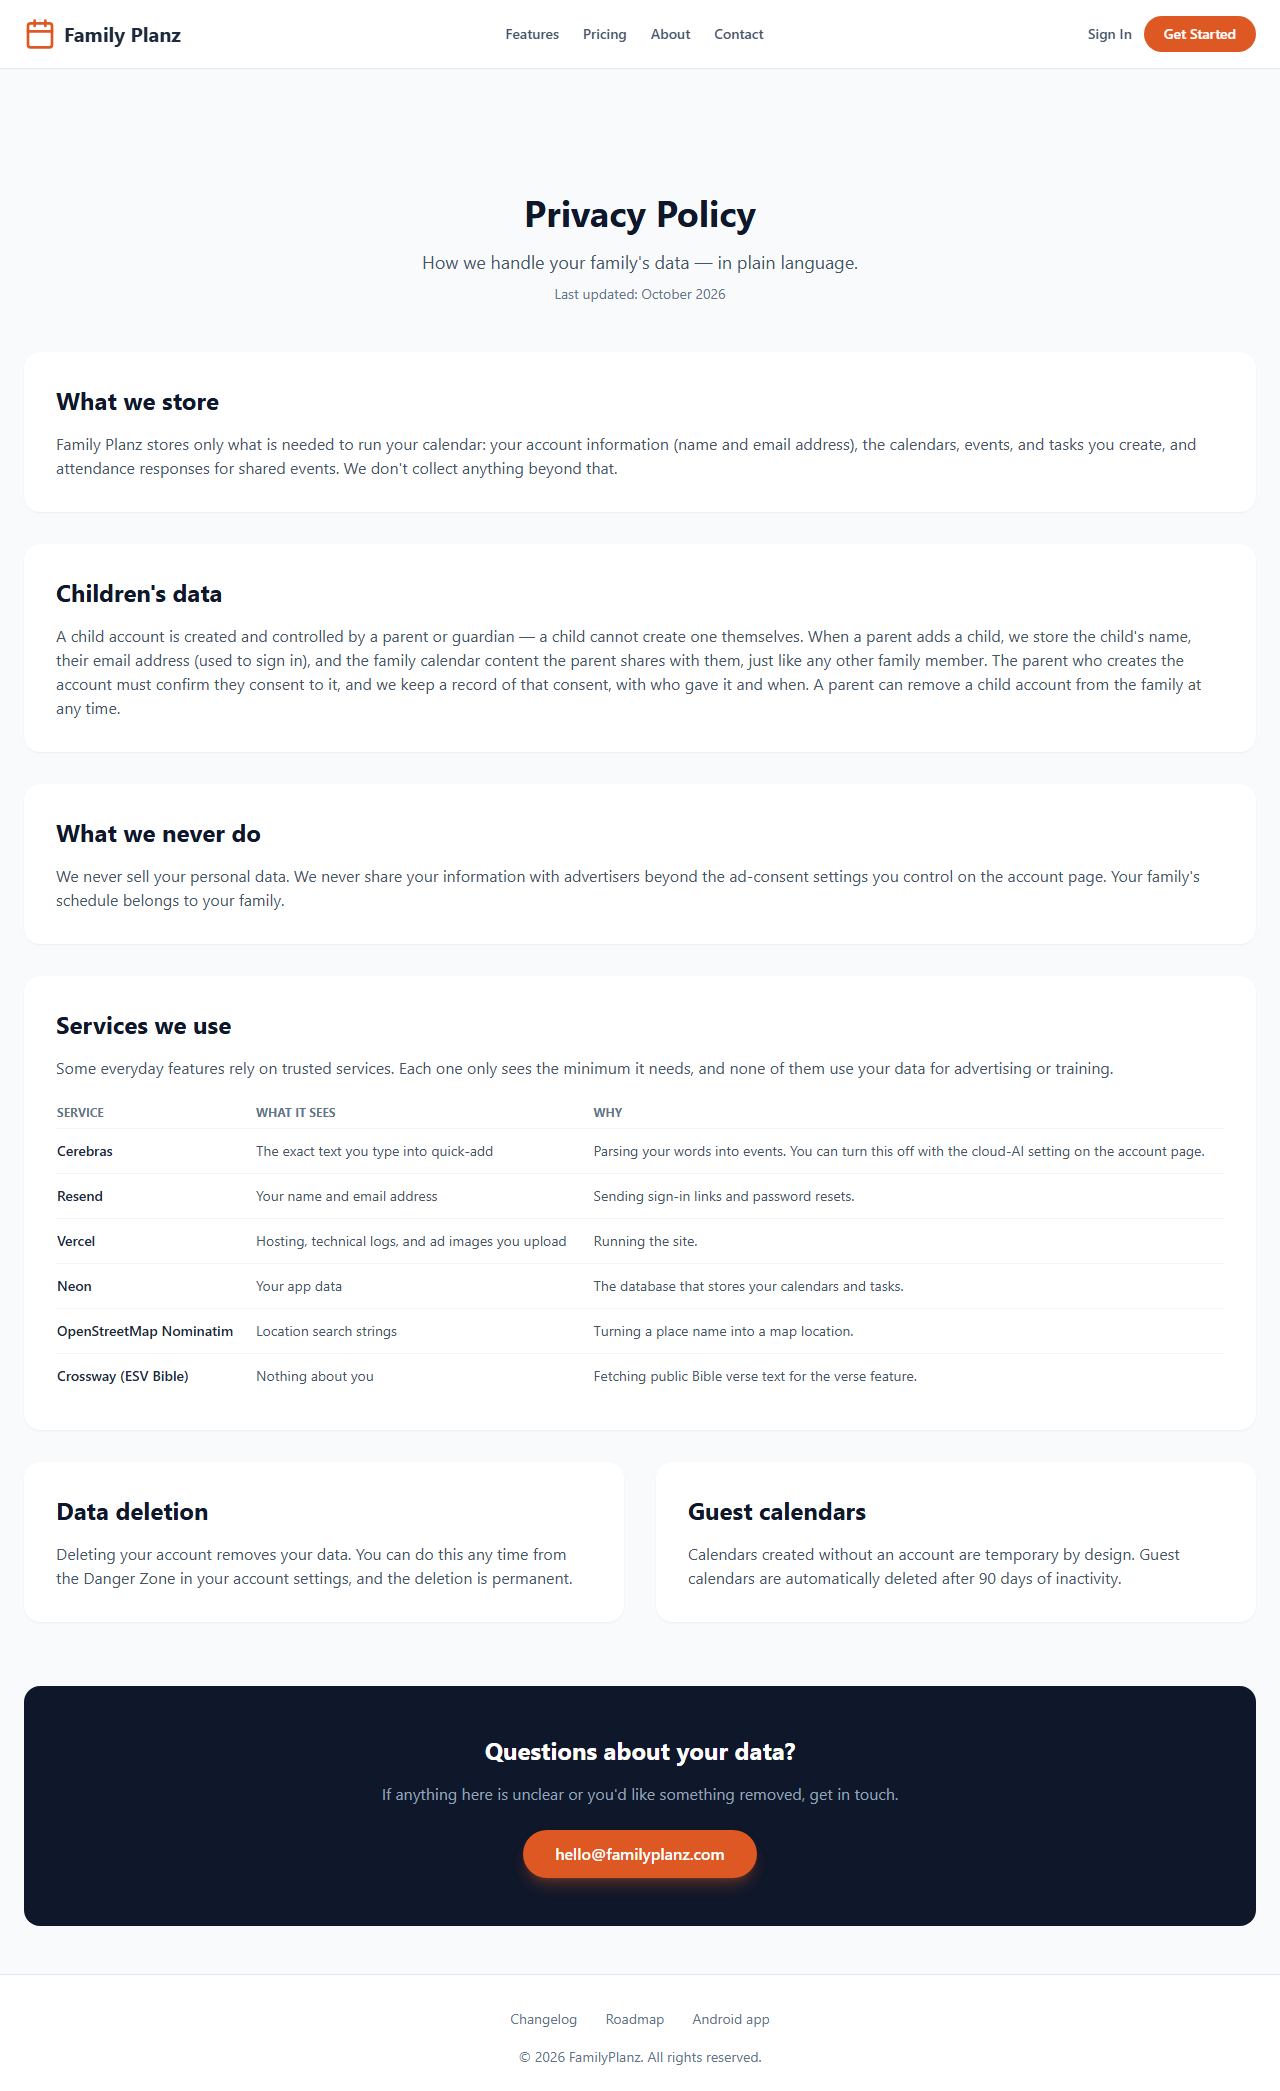 Family Planz
Features
Pricing
About
Contact
Sign In
Get Started
Privacy Policy
How we handle your family's data — in plain language.
Last updated: October 2026
What we store
Family Planz stores only what is needed to run your calendar: your account information (name and email address), the calendars, events, and tasks you create, and
attendance responses for shared events. We don't collect anything beyond that.
Children's data
A child account is created and controlled by a parent or guardian — a child cannot create one themselves. When a parent adds a child, we store the child's name,
their email address (used to sign in), and the family calendar content the parent shares with them, just like any other family member. The parent who creates the
account must confirm they consent to it, and we keep a record of that consent, with who gave it and when. A parent can remove a child account from the family at
any time.
What we never do
We never sell your personal data. We never share your information with advertisers beyond the ad-consent settings you control on the account page. Your family's
schedule belongs to your family.
Services we use
Some everyday features rely on trusted services. Each one only sees the minimum it needs, and none of them use your data for advertising or training.
SERVICE WHAT IT SEES WHY
Cerebras The exact text you type into quick-add Parsing your words into events. You can turn this off with the cloud-AI setting on the account page.
Resend Your name and email address Sending sign-in links and password resets.
Vercel Hosting, technical logs, and ad images you upload Running the site.
Neon Your app data The database that stores your calendars and tasks.
OpenStreetMap Nominatim Location search strings Turning a place name into a map location.
Crossway (ESV Bible) Nothing about you Fetching public Bible verse text for the verse feature.
Data deletion
Deleting your account removes your data. You can do this any time from
the Danger Zone in your account settings, and the deletion is permanent.
Guest calendars
Calendars created without an account are temporary by design. Guest
calendars are automatically deleted after 90 days of inactivity.
Questions about your data?
If anything here is unclear or you'd like something removed, get in touch.
hello@familyplanz.com
Changelog
Roadmap
Android app
© 2026 FamilyPlanz. All rights reserved.